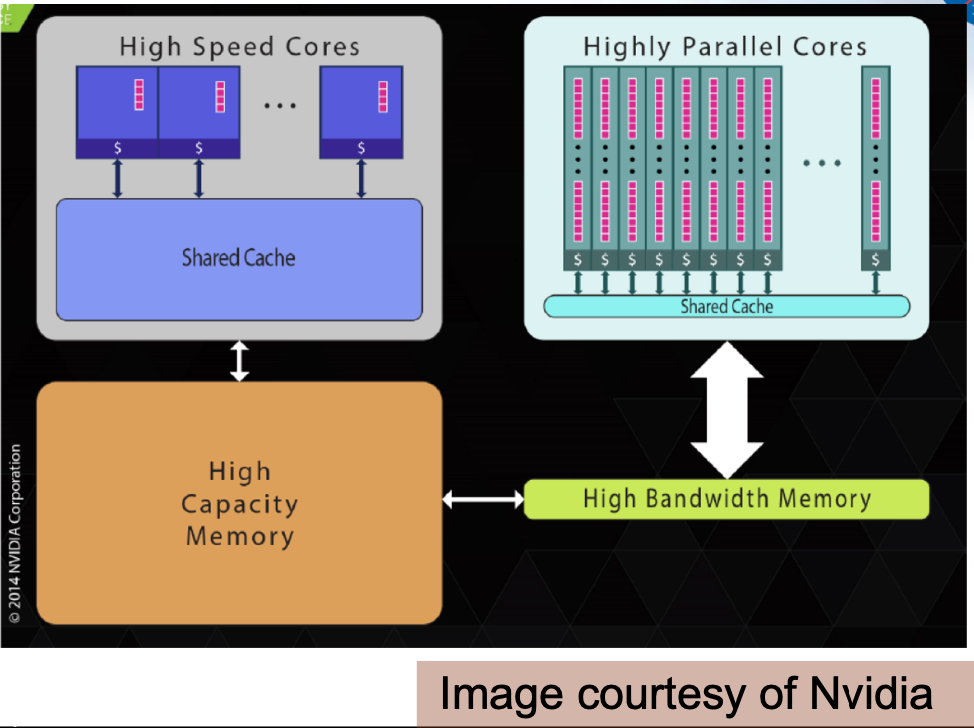 High Speed Cores
$ $ ... $
Shared Cache
Highly Parallel Cores
...
$ $ $ $ $ $ $ $ $
Shared Cache
High
Capacity
Memory
High Bandwidth Memory
© 2014 NVIDIA Corporation
Image courtesy of Nvidia